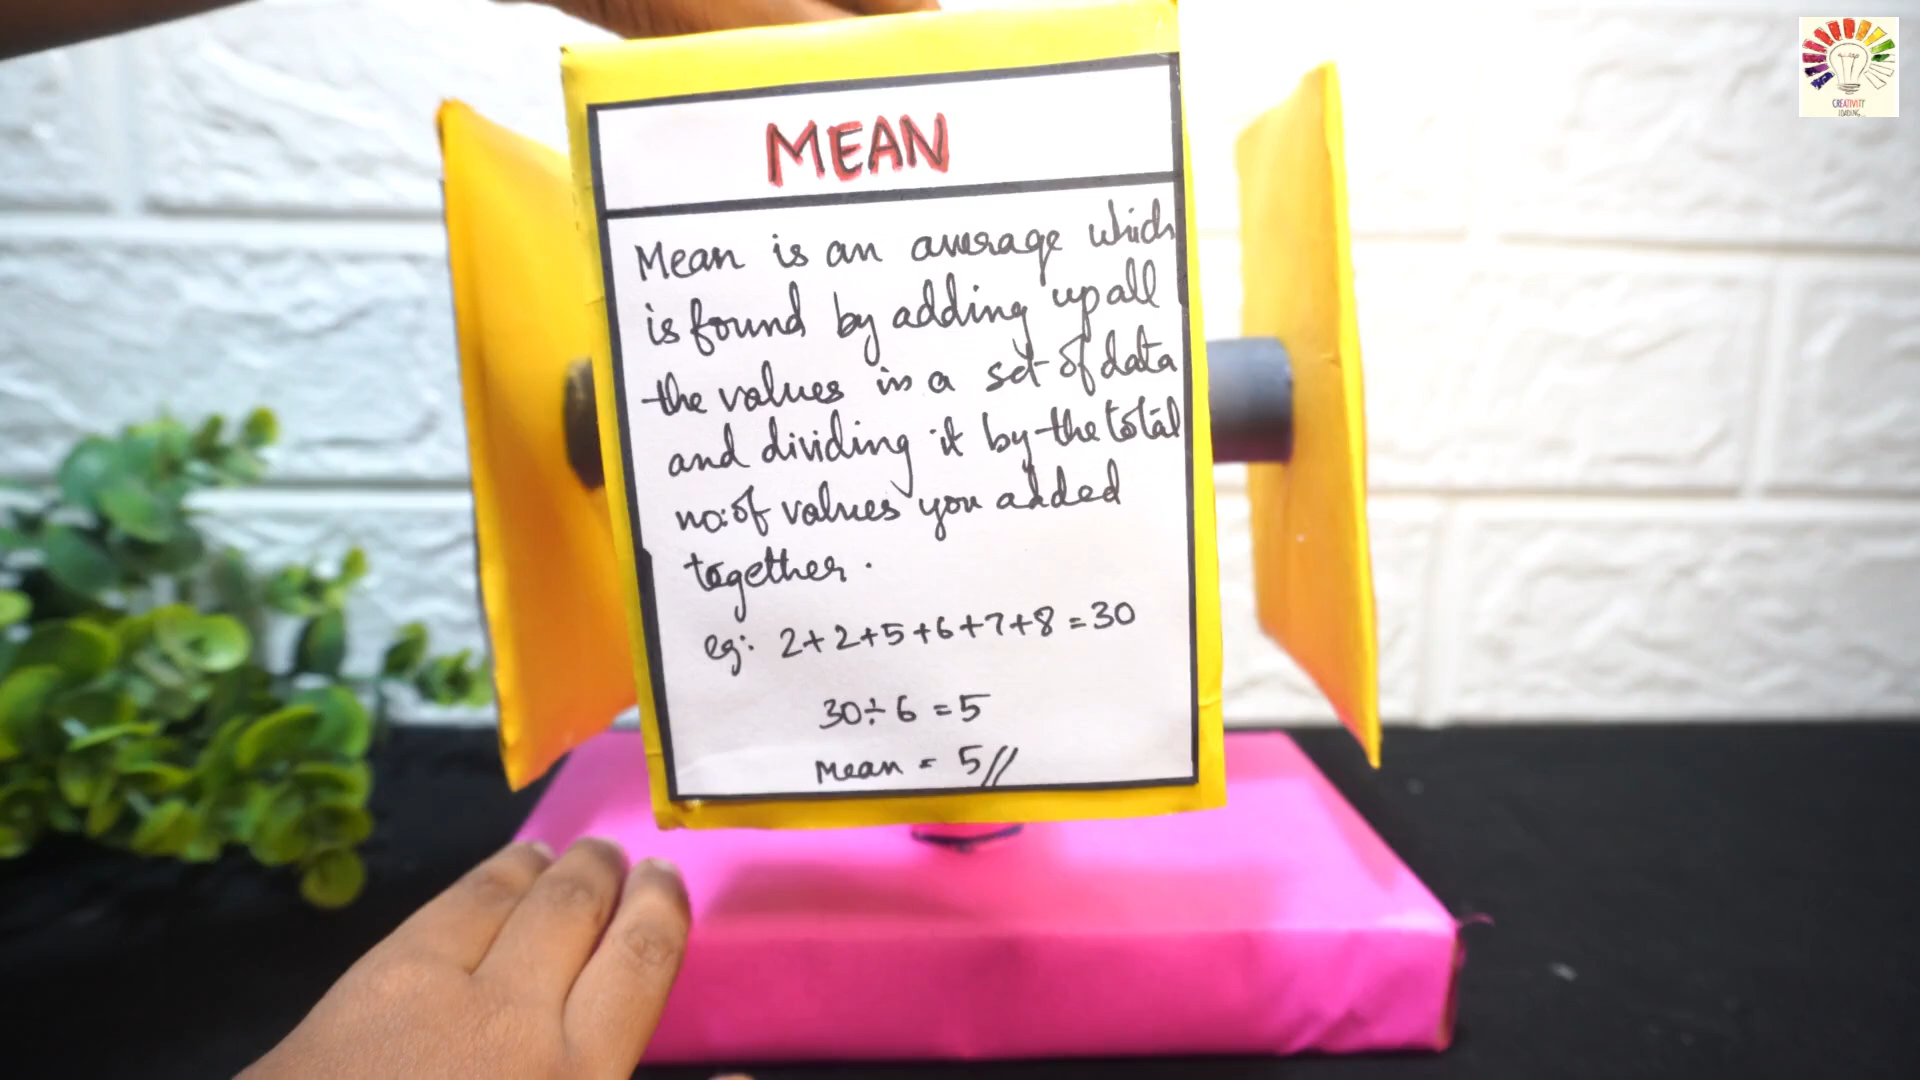 MEAN
Mean is an average which
is found by adding up all
the values in a set of data
and dividing it by the total
no: of values you added
together.
eg: 2+2+5+6+7+8 = 30
30÷6 = 5
Mean = 5//
CREATIVITY
LOADING...